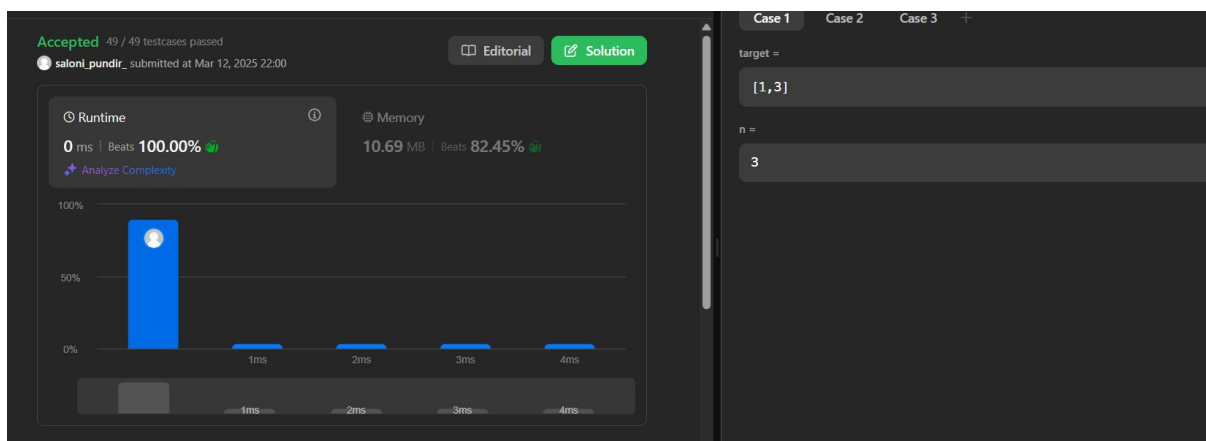 Accepted 49 / 49 testcases passed
saloni_pundir_ submitted at Mar 12, 2025 22:00
Editorial
Solution
Runtime
0 ms | Beats 100.00%
Analyze Complexity
Memory
10.69 MB | Beats 82.45%
100%
50%
0%
1ms 2ms 3ms 4ms
1ms 2ms 3ms 4ms
Case 1 Case 2 Case 3 +
target =
[1,3]
n =
3